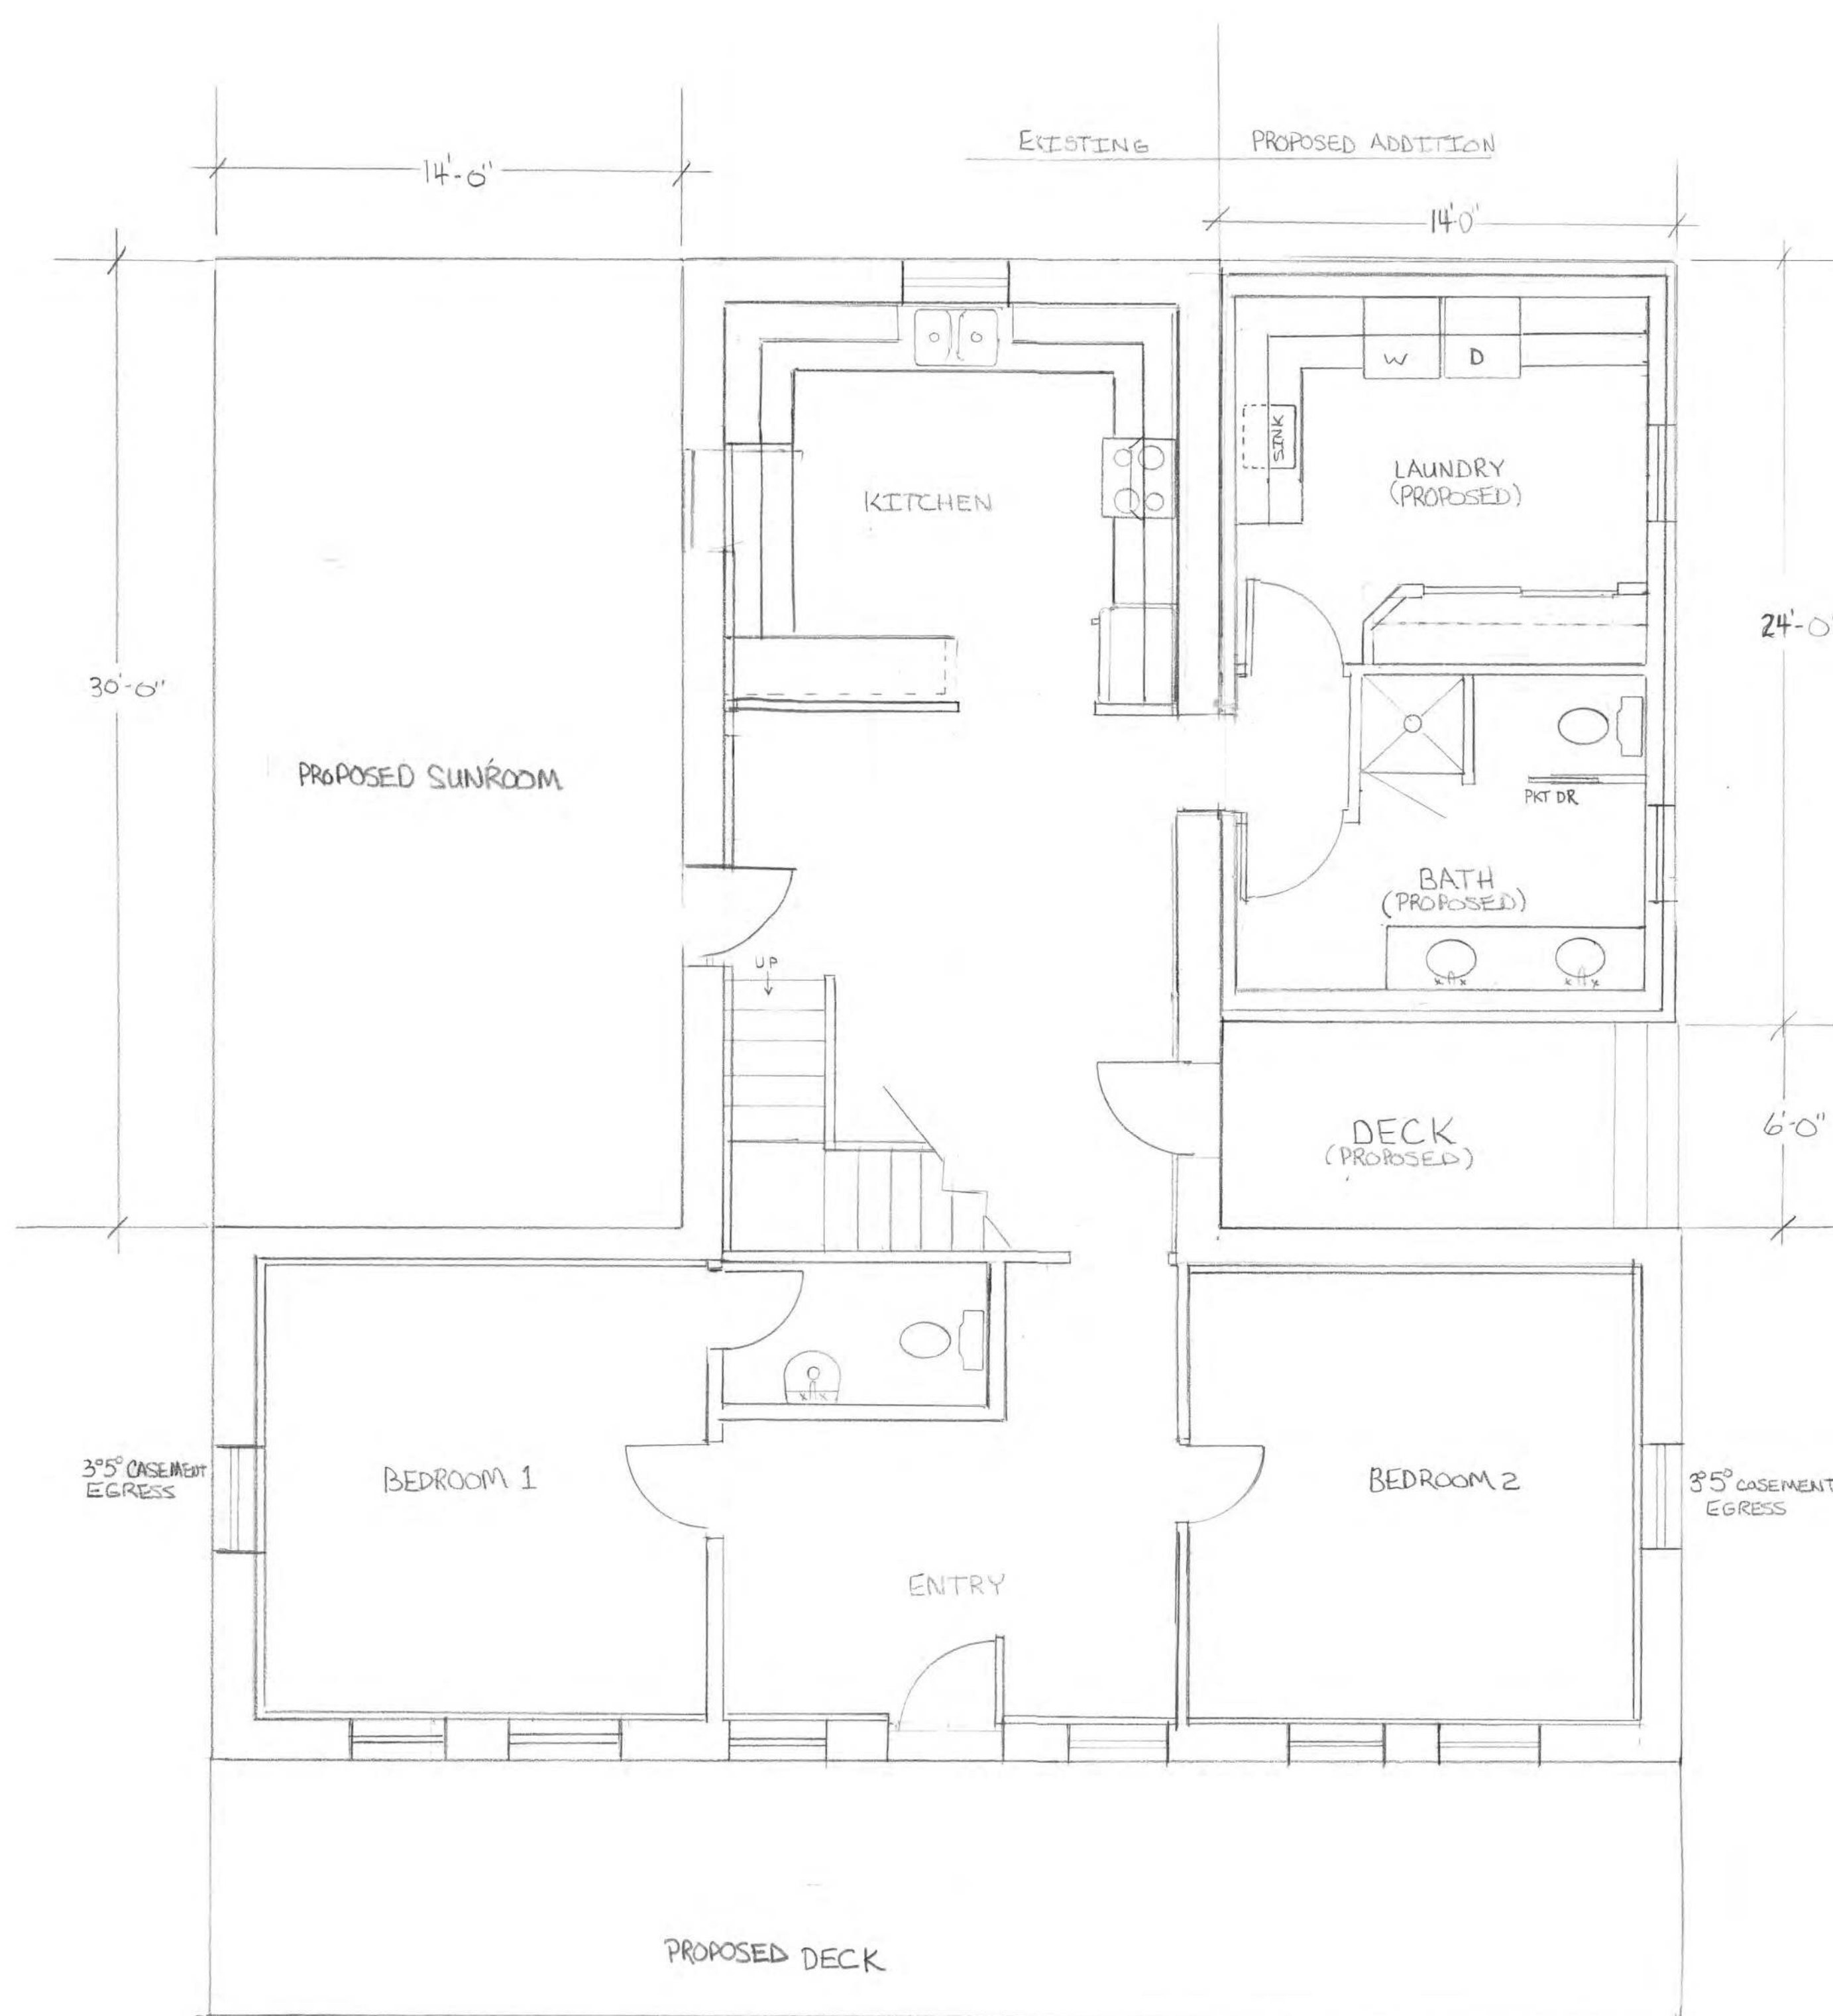 EXISTING
PROPOSED ADDITION
14'-0"
14'0"
W
D
SINK
LAUNDRY
(PROPOSED)
KITCHEN
24'-0"
30'-0"
PROPOSED SUNROOM
PKT DR
BATH
(PROPOSED)
UP
DECK
(PROPOSED)
6'-0"
3°5° CASEMENT
EGRESS
BEDROOM 1
BEDROOM 2
3°5° CASEMENT
EGRESS
ENTRY
PROPOSED DECK